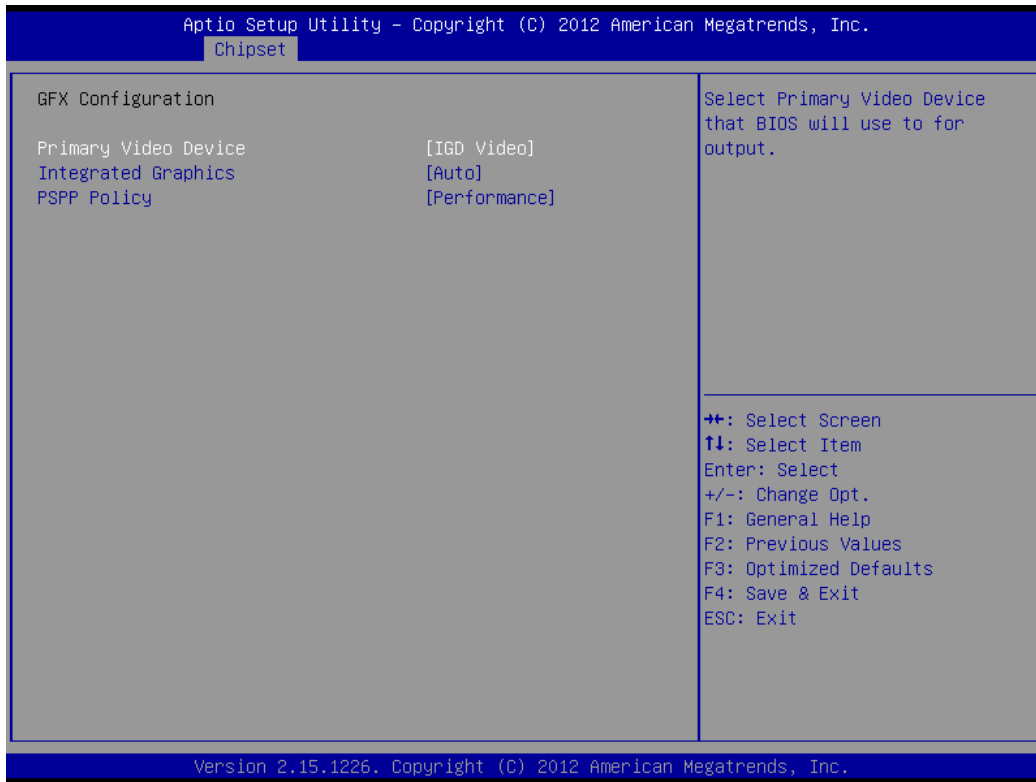 Aptio Setup Utility – Copyright (C) 2012 American Megatrends, Inc.
Chipset
GFX Configuration
Primary Video Device [IGD Video]
Integrated Graphics [Auto]
PSPP Policy [Performance]
Select Primary Video Device
that BIOS will use to for
output.
→←: Select Screen
↑↓: Select Item
Enter: Select
+/-: Change Opt.
F1: General Help
F2: Previous Values
F3: Optimized Defaults
F4: Save & Exit
ESC: Exit
Version 2.15.1226. Copyright (C) 2012 American Megatrends, Inc.